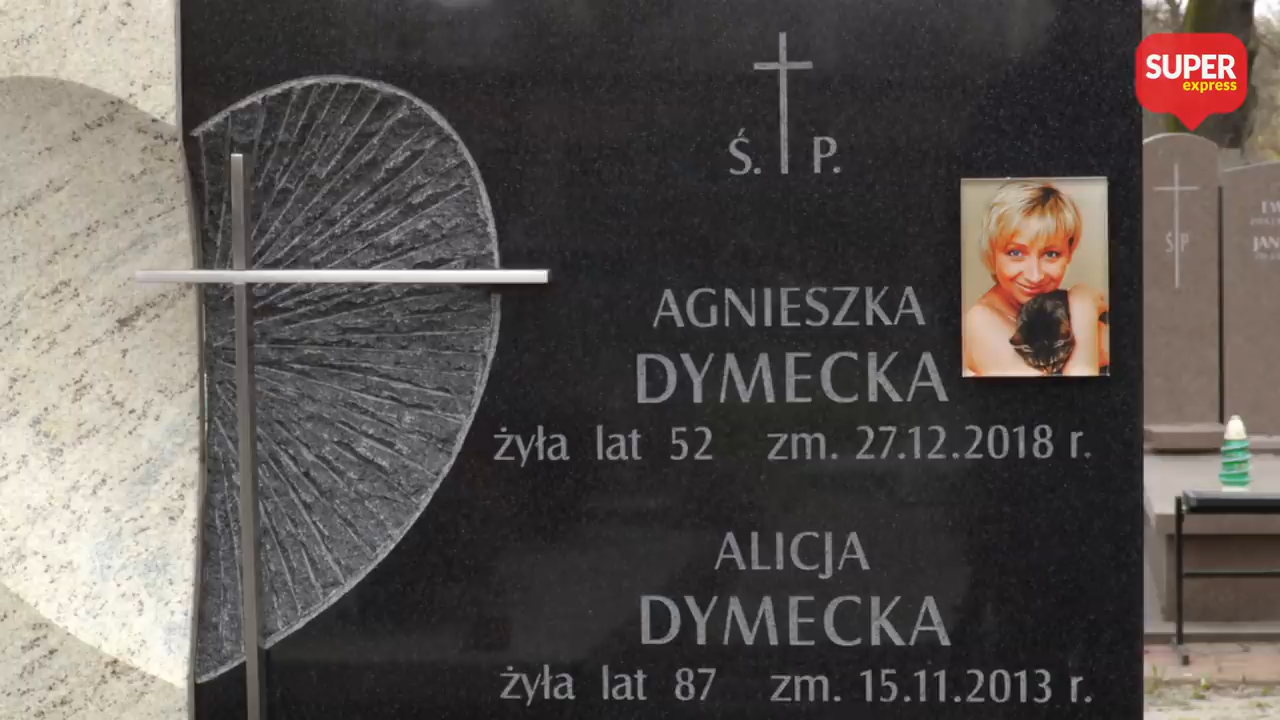 SUPER
express
Ś. P.
AGNIESZKA
DYMECKA
żyła lat 52 zm. 27.12.2018 r.
ALICJA
DYMECKA
żyła lat 87 zm. 15.11.2013 r.
Ś P